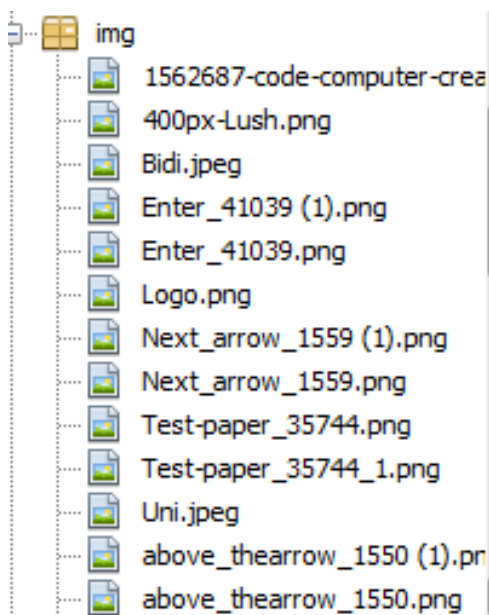 img
1562687-code-computer-crea
400px-Lush.png
Bidi.jpeg
Enter_41039 (1).png
Enter_41039.png
Logo.png
Next_arrow_1559 (1).png
Next_arrow_1559.png
Test-paper_35744.png
Test-paper_35744_1.png
Uni.jpeg
above_thearrow_1550 (1).pn
above_thearrow_1550.png